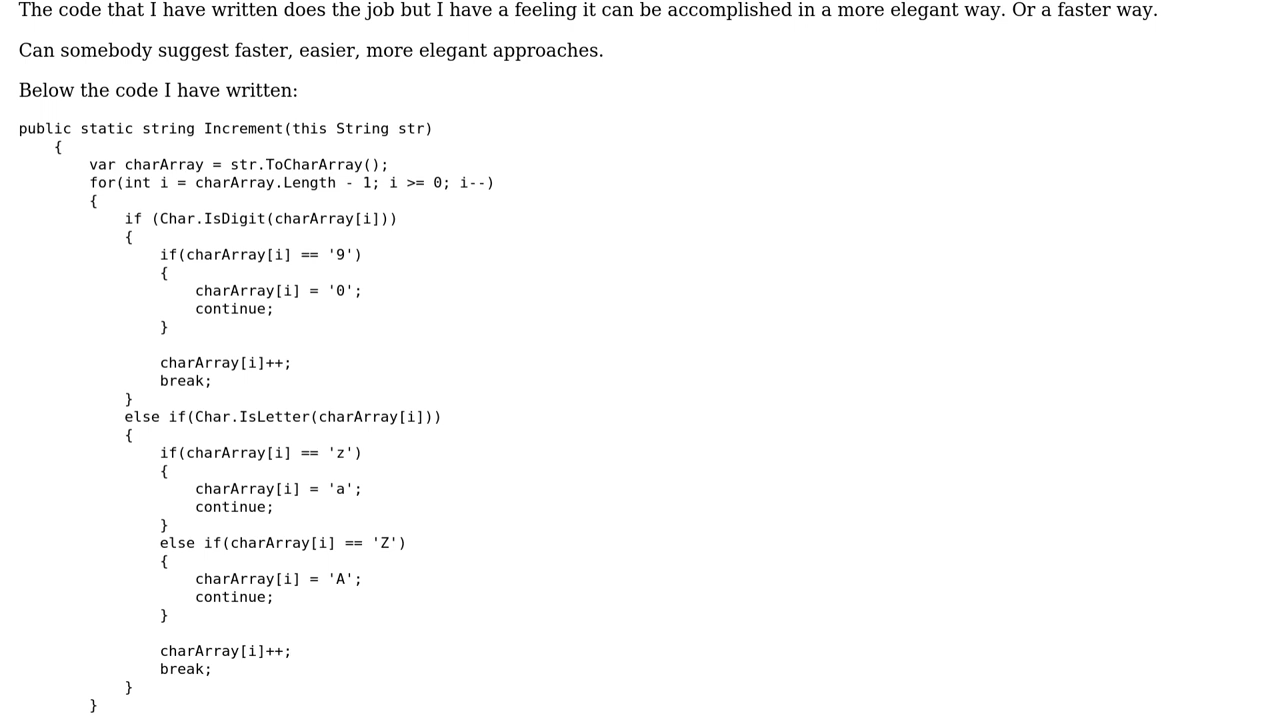 The code that I have written does the job but I have a feeling it can be accomplished in a more elegant way. Or a faster way.
Can somebody suggest faster, easier, more elegant approaches.
Below the code I have written:
public static string Increment(this String str)
    {
        var charArray = str.ToCharArray();
        for(int i = charArray.Length - 1; i >= 0; i--)
        {
            if (Char.IsDigit(charArray[i]))
            {
                if(charArray[i] == '9')
                {
                    charArray[i] = '0';
                    continue;
                }

                charArray[i]++;
                break;
            }
            else if(Char.IsLetter(charArray[i]))
            {
                if(charArray[i] == 'z')
                {
                    charArray[i] = 'a';
                    continue;
                }
                else if(charArray[i] == 'Z')
                {
                    charArray[i] = 'A';
                    continue;
                }

                charArray[i]++;
                break;
            }
        }